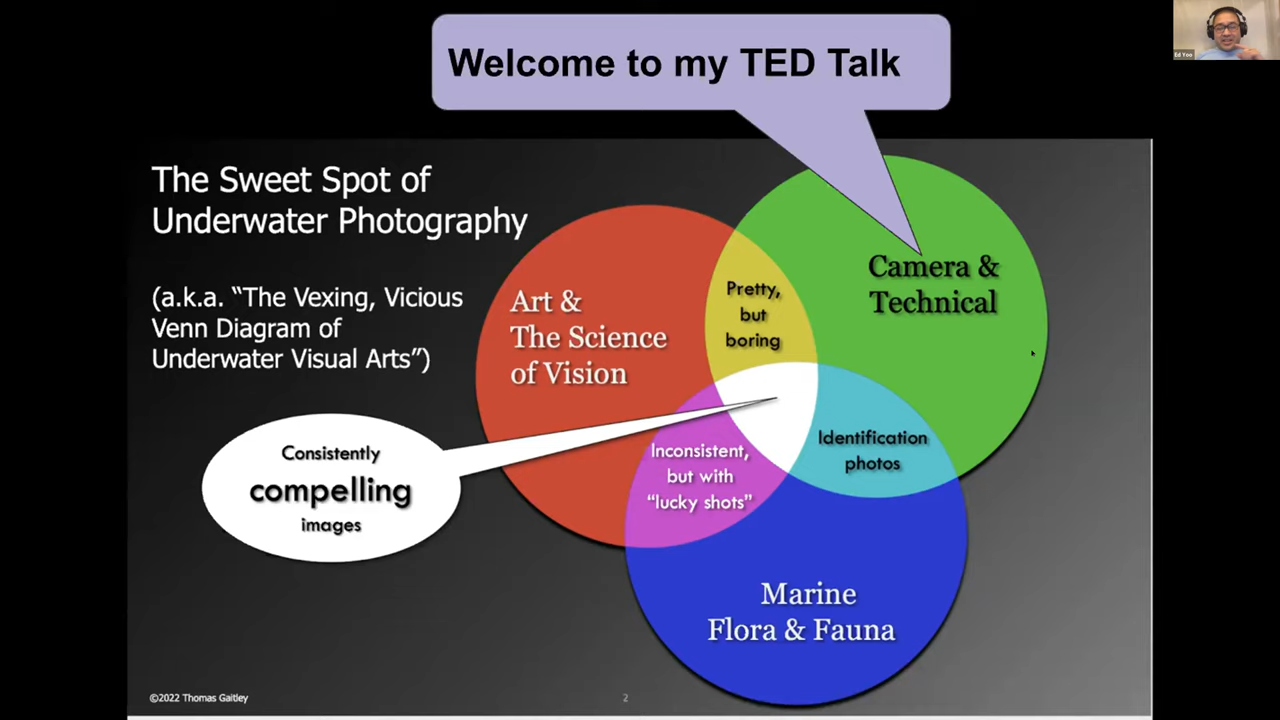 Welcome to my TED Talk
Ed Yoo
The Sweet Spot of
Underwater Photography
(a.k.a. “The Vexing, Vicious
Venn Diagram of
Underwater Visual Arts”)
Art &
The Science
of Vision
Pretty,
but
boring
Camera &
Technical
Consistently
compelling
images
Inconsistent,
but with
“lucky shots”
Identification
photos
Marine
Flora & Fauna
©2022 Thomas Gaitley
2